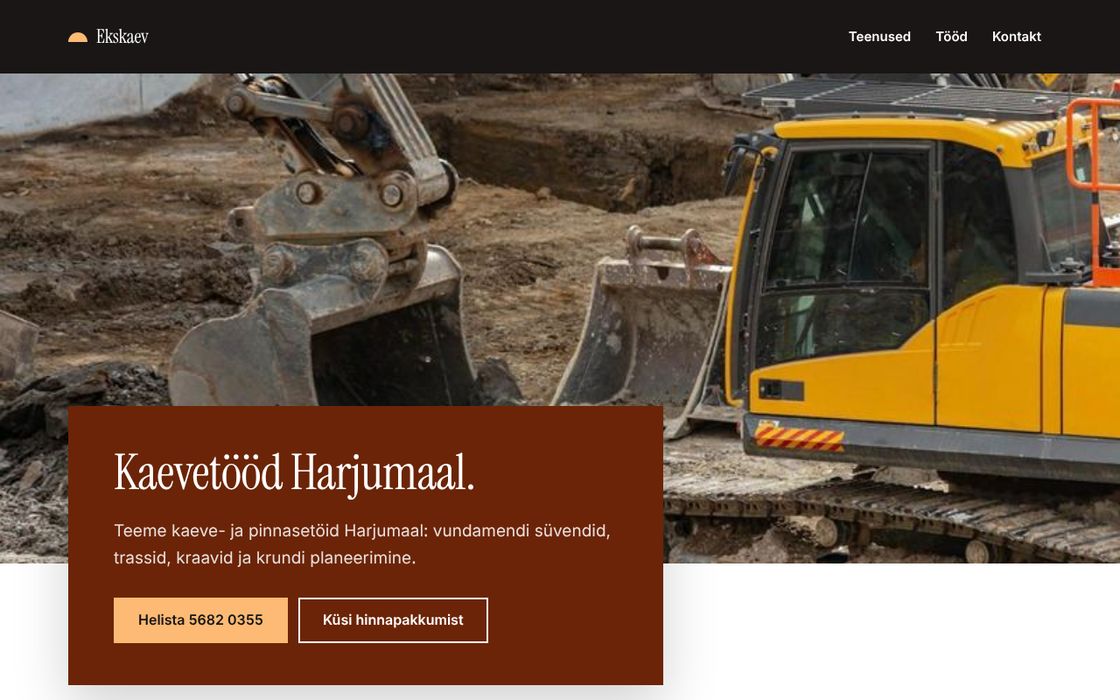 Ekskaev
Teenused Tööd Kontakt
Kaevetööd Harjumaal.
Teeme kaeve- ja pinnasetöid Harjumaal: vundamendi süvendid,
trassid, kraavid ja krundi planeerimine.
Helista 5682 0355
Küsi hinnapakkumist